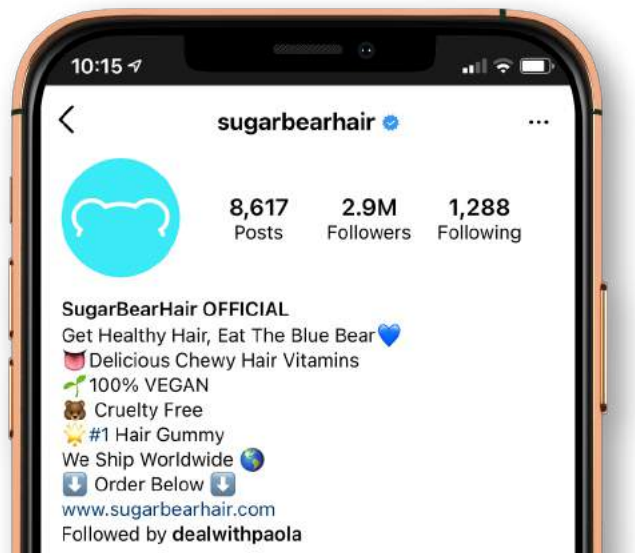 10:15
sugarbearhair
8,617 2.9M 1,288
Posts Followers Following
SugarBearHair OFFICIAL
Get Healthy Hair, Eat The Blue Bear💙
👅Delicious Chewy Hair Vitamins
🌱100% VEGAN
🐻 Cruelty Free
🌟#1 Hair Gummy
We Ship Worldwide 🌎
⬇️ Order Below ⬇️
www.sugarbearhair.com
Followed by dealwithpaola